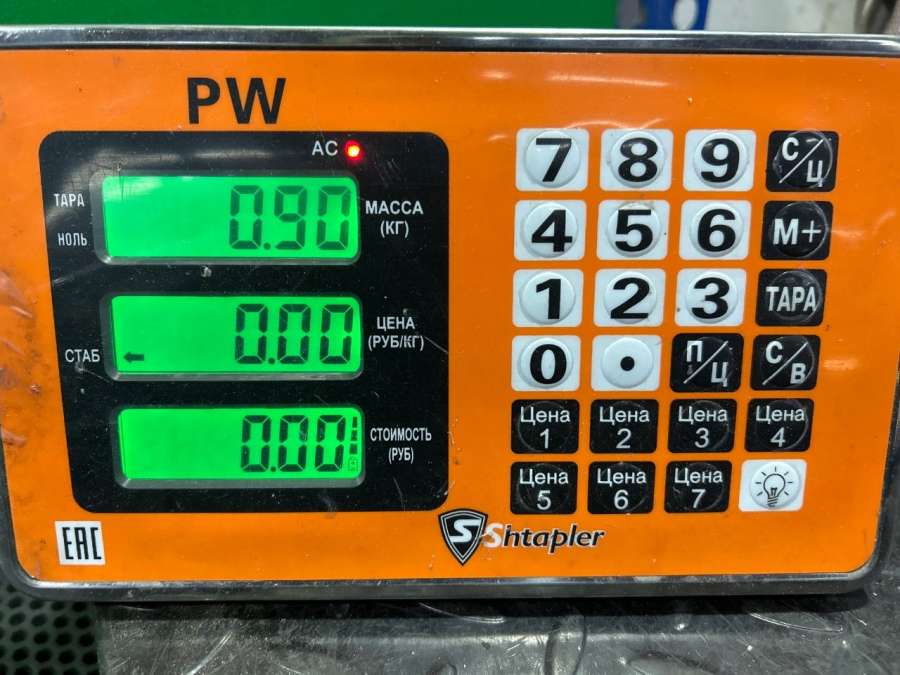 PW
AC
ТАРА
НОЛЬ
0.90
МАССА
(КГ)
СТАБ
0.00
ЦЕНА
(РУБ/КГ)
0.00
СТОИМОСТЬ
(РУБ)
7 8 9 С/Ц
4 5 6 М+
1 2 3 ТАРА
0 • П/Ц С/В
Цена Цена Цена Цена
1 2 3 4
Цена Цена Цена
5 6 7
EAC
S Shtapler